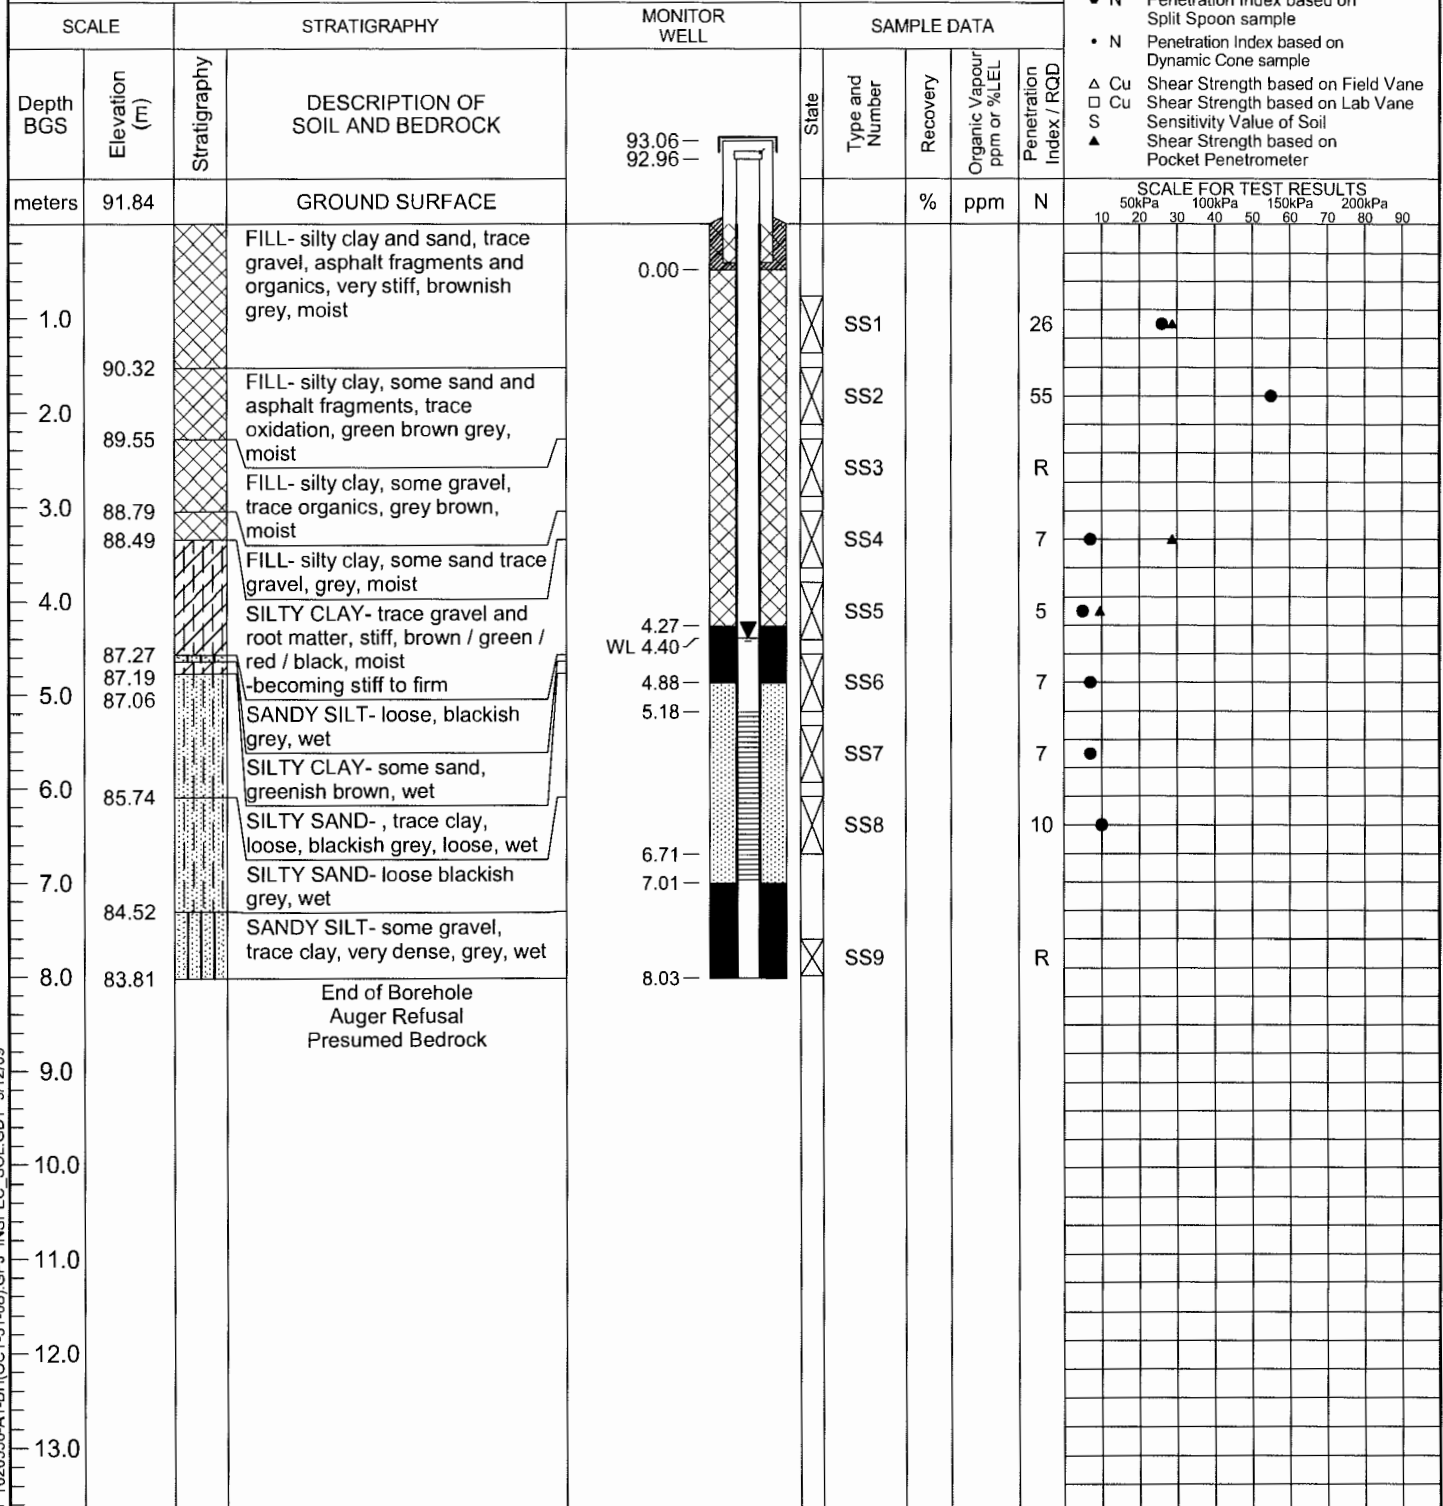 ● N Penetration Index based on
Split Spoon sample
• N Penetration Index based on
Dynamic Cone sample
△ Cu Shear Strength based on Field Vane
□ Cu Shear Strength based on Lab Vane
S Sensitivity Value of Soil
▲ Shear Strength based on
Pocket Penetrometer
SCALE
STRATIGRAPHY
MONITOR
WELL
SAMPLE DATA
Depth
BGS
Elevation
(m)
Stratigraphy
DESCRIPTION OF
SOIL AND BEDROCK
State
Type and
Number
Recovery
Organic Vapour
ppm or %LEL
Penetration
Index / RQD
93.06
92.96
meters 91.84 GROUND SURFACE % ppm N
SCALE FOR TEST RESULTS
50kPa 100kPa 150kPa 200kPa
10 20 30 40 50 60 70 80 90
FILL- silty clay and sand, trace
gravel, asphalt fragments and
organics, very stiff, brownish
grey, moist
0.00
1.0
SS1 26
90.32
FILL- silty clay, some sand and
asphalt fragments, trace
oxidation, green brown grey,
moist
SS2 55
2.0
89.55
FILL- silty clay, some gravel,
trace organics, grey brown,
moist
SS3 R
3.0
88.79
88.49
FILL- silty clay, some sand trace
gravel, grey, moist
SS4 7
4.0
SILTY CLAY- trace gravel and
root matter, stiff, brown / green /
red / black, moist
-becoming stiff to firm
SS5 5
4.27
WL 4.40
87.27
87.19
87.06
4.88
SS6 7
5.0
5.18
SANDY SILT- loose, blackish
grey, wet
SILTY CLAY- some sand,
greenish brown, wet
SS7 7
6.0
85.74
SILTY SAND- , trace clay,
loose, blackish grey, loose, wet
SS8 10
6.71
SILTY SAND- loose blackish
grey, wet
7.0
7.01
84.52
SANDY SILT- some gravel,
trace clay, very dense, grey, wet
SS9 R
8.0
83.81
8.03
End of Borehole
Auger Refusal
Presumed Bedrock
9.0
10.0
11.0
12.0
13.0